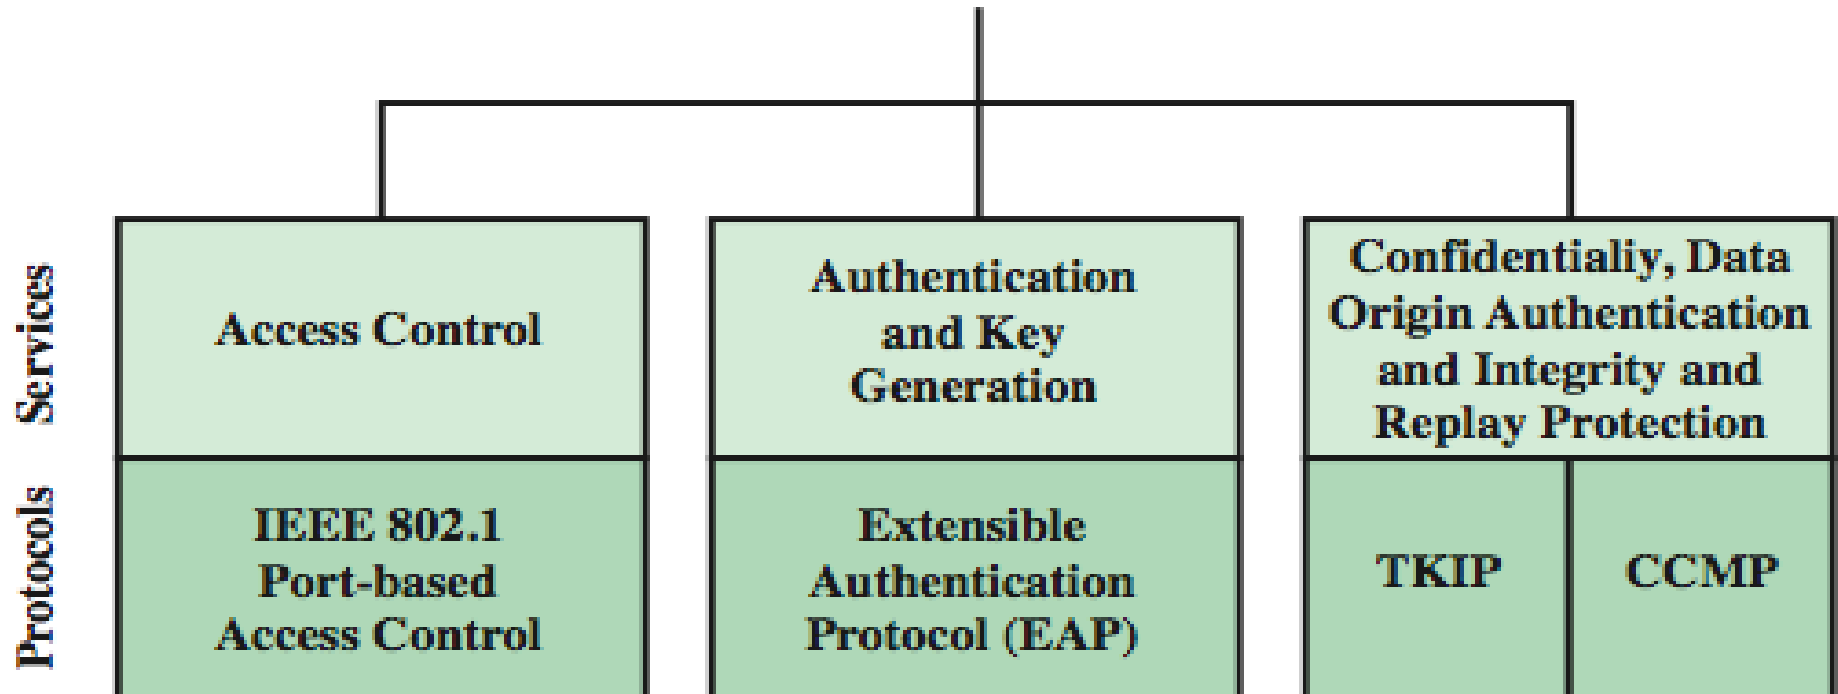 Services
Access Control
Authentication
and Key
Generation
Confidentialiy, Data
Origin Authentication
and Integrity and
Replay Protection
Protocols
IEEE 802.1
Port-based
Access Control
Extensible
Authentication
Protocol (EAP)
TKIP
CCMP